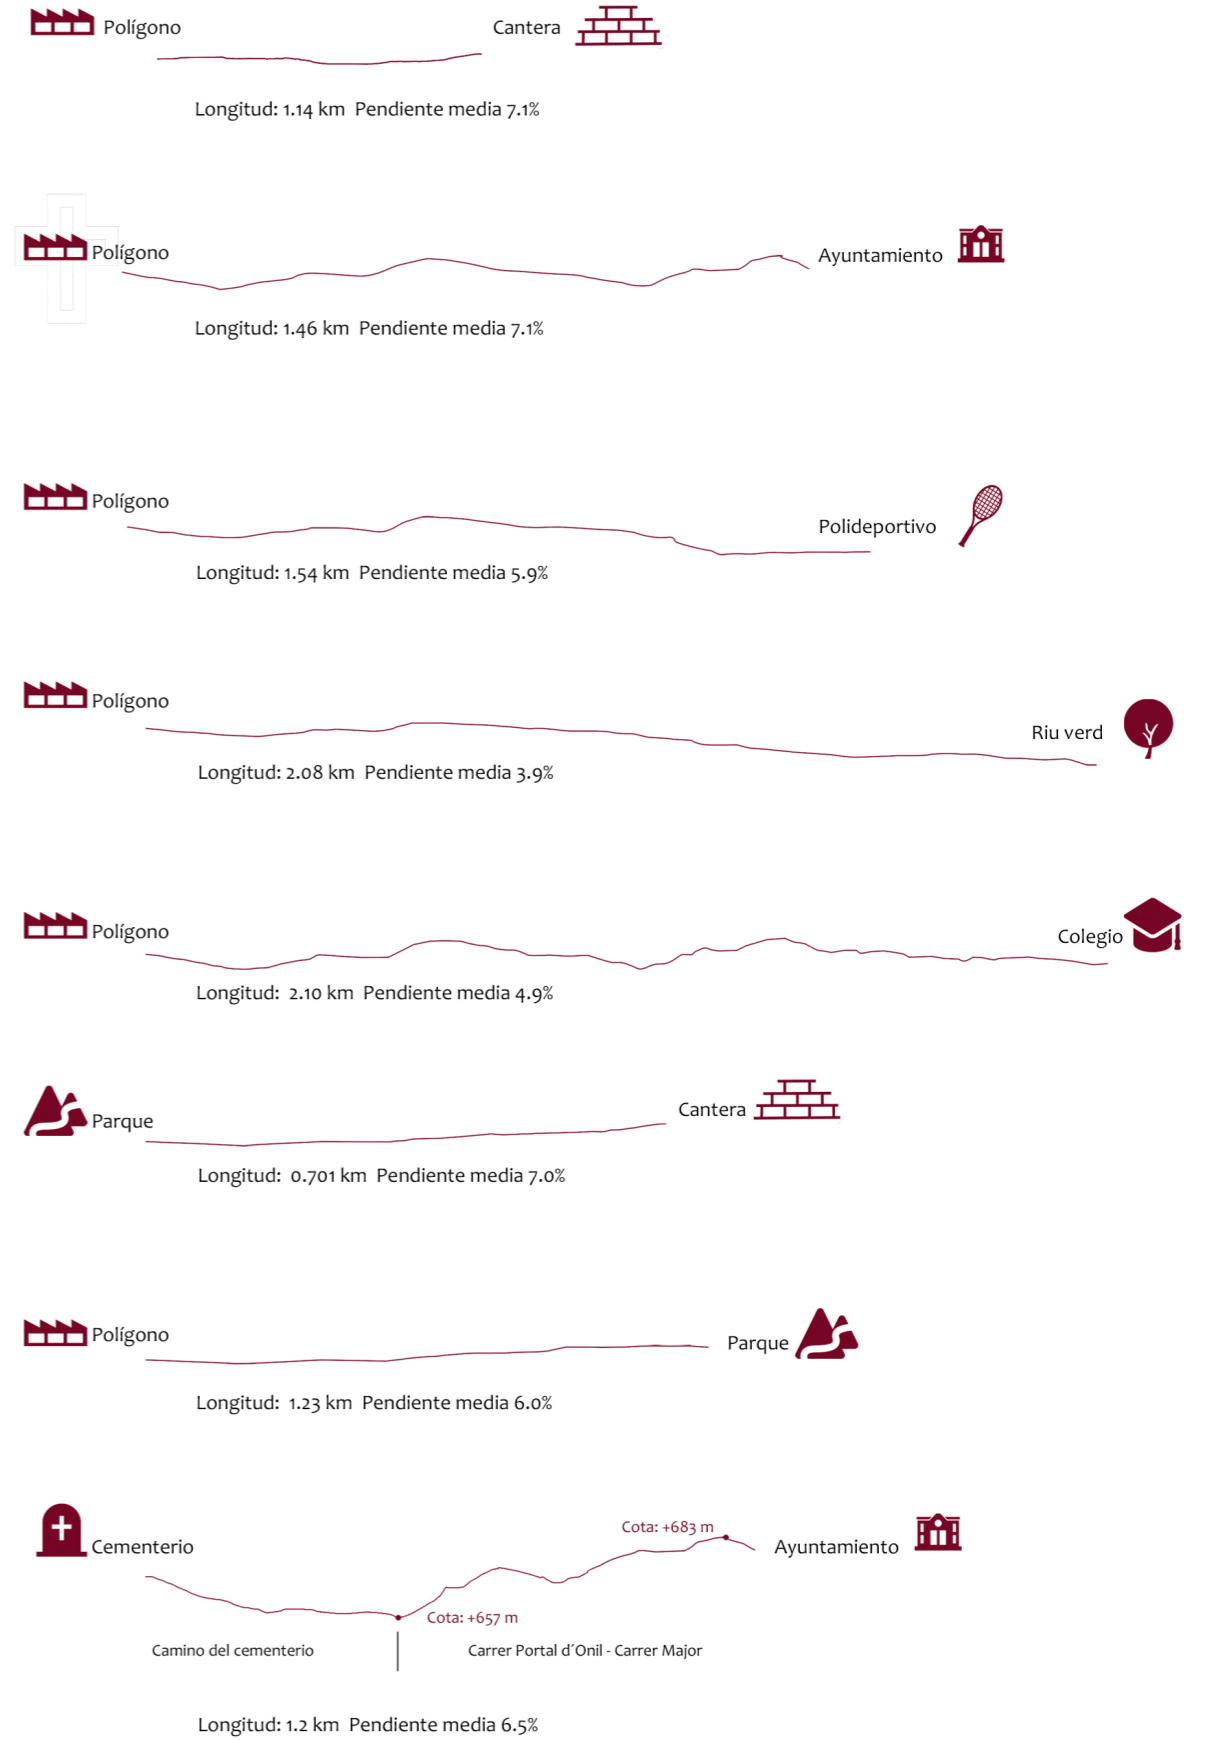 Polígono
Cantera
Longitud: 1.14 km Pendiente media 7.1%
Polígono
Ayuntamiento
Longitud: 1.46 km Pendiente media 7.1%
Polígono
Polideportivo
Longitud: 1.54 km Pendiente media 5.9%
Polígono
Riu verd
Longitud: 2.08 km Pendiente media 3.9%
Polígono
Colegio
Longitud: 2.10 km Pendiente media 4.9%
Parque
Cantera
Longitud: 0.701 km Pendiente media 7.0%
Polígono
Parque
Longitud: 1.23 km Pendiente media 6.0%
Cota: +683 m
Cementerio
Ayuntamiento
Cota: +657 m
Camino del cementerio
Carrer Portal d´Onil - Carrer Major
Longitud: 1.2 km Pendiente media 6.5%